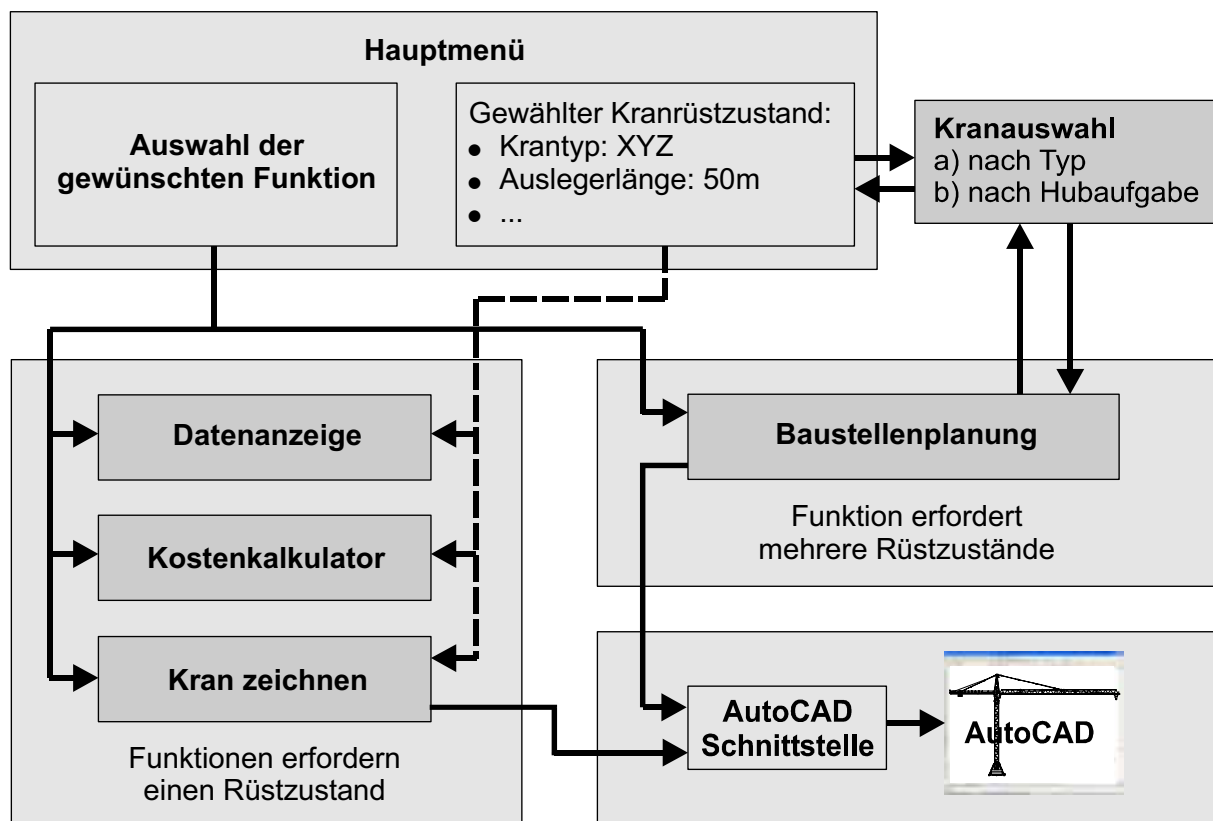 Hauptmenü
Auswahl der
gewünschten Funktion
Gewählter Kranrüstzustand:
● Krantyp: XYZ
● Auslegerlänge: 50m
● ...
Kranauswahl
a) nach Typ
b) nach Hubaufgabe
Datenanzeige
Kostenkalkulator
Kran zeichnen
Funktionen erfordern
einen Rüstzustand
Baustellenplanung
Funktion erfordert
mehrere Rüstzustände
AutoCAD
Schnittstelle
AutoCAD